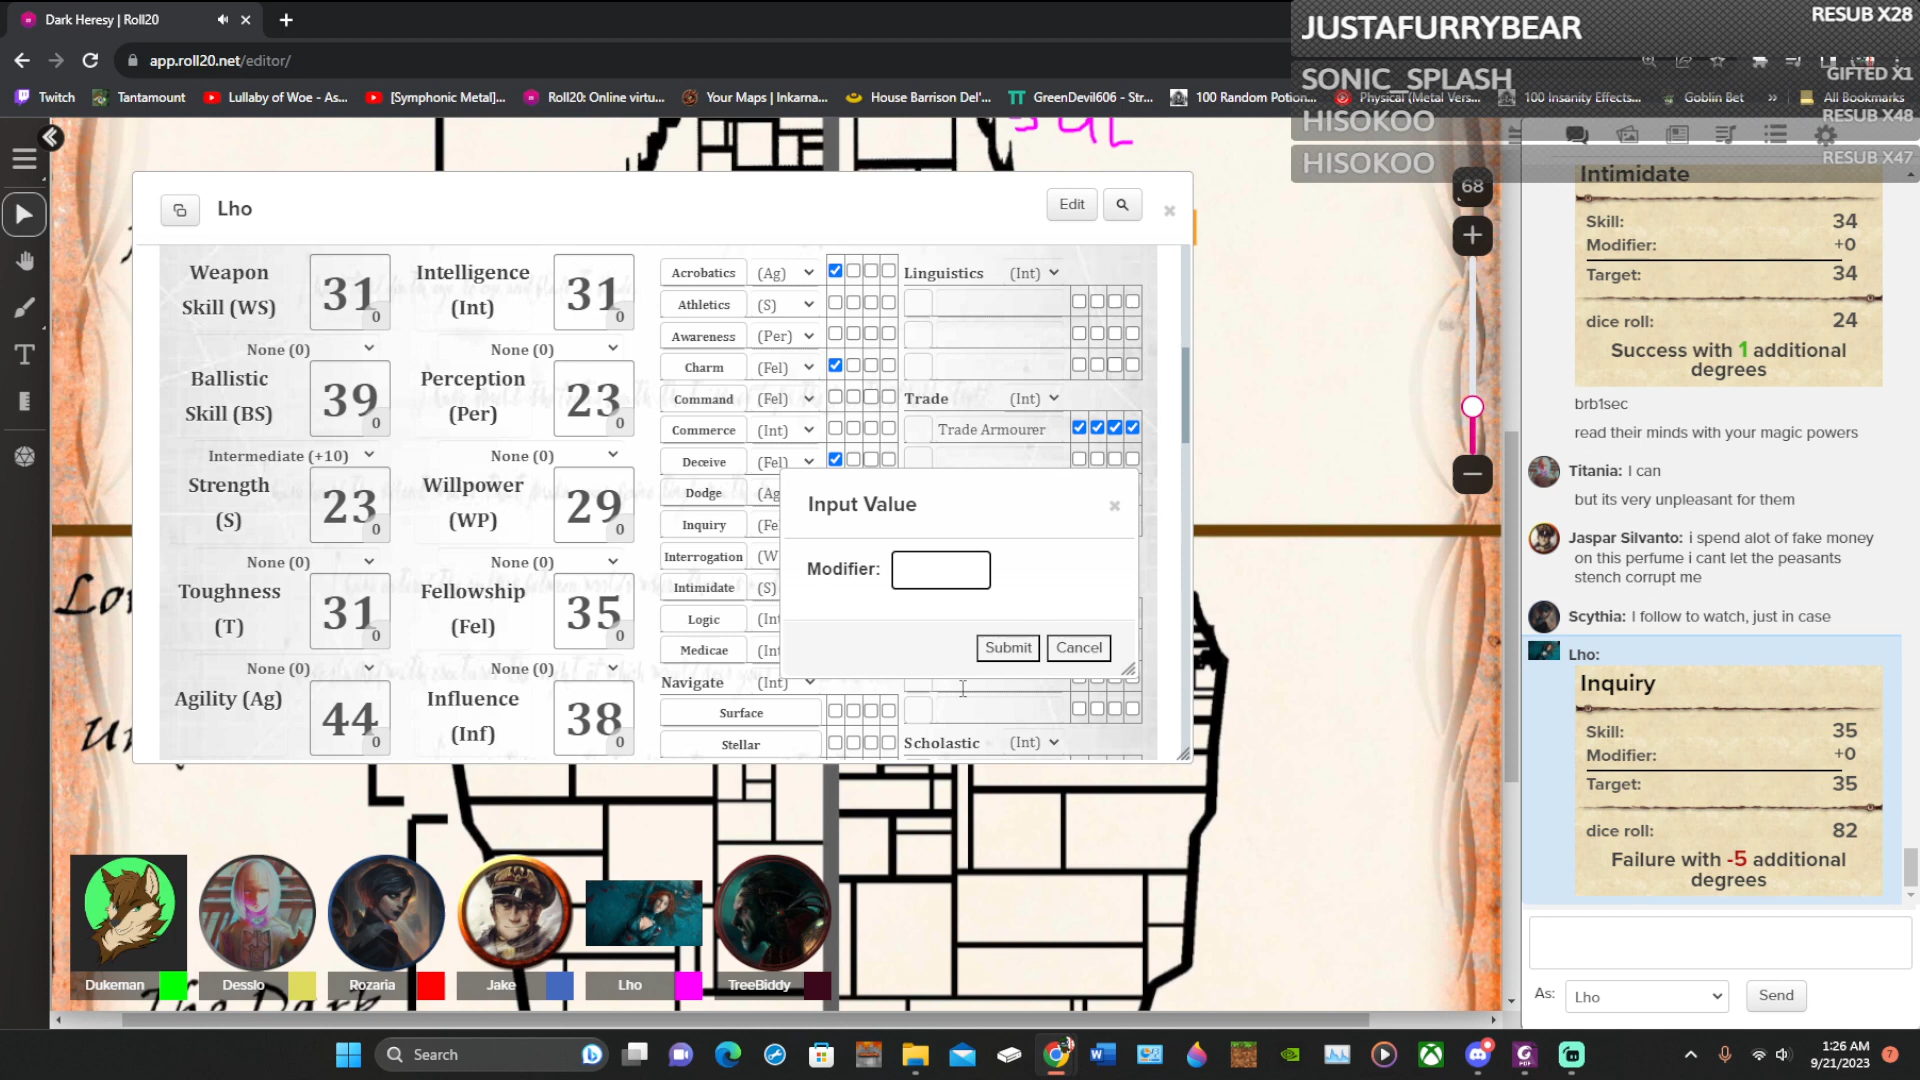 Dark Heresy | Roll20
JUSTAFURRYBEAR
RESUB X28
app.roll20.net/editor/
SONIC_SPLASH
GIFTED X1
Twitch
Tantamount
Lullaby of Woe - As...
[Symphonic Metal]...
Roll20: Online virtu...
Your Maps | Inkarna...
House Barrison Del'...
GreenDevil606 - Str...
100 Random Potion...
Physical (Metal Vers...
100 Insanity Effects...
Goblin Bet
»
All Bookmarks
HISOKOO
RESUB X48
HISOKOO
RESUB X47
68
Lho
Edit
Weapon
Skill (WS)
31
0
Intelligence
(Int)
31
0
None (0)
None (0)
Ballistic
Skill (BS)
39
0
Perception
(Per)
23
0
Intermediate (+10)
None (0)
Strength
(S)
23
0
Willpower
(WP)
29
0
None (0)
None (0)
Toughness
(T)
31
0
Fellowship
(Fel)
35
0
None (0)
None (0)
Agility (Ag)
44
0
Influence
(Inf)
38
0
Acrobatics (Ag)
Athletics (S)
Awareness (Per)
Charm (Fel)
Command (Fel)
Commerce (Int)
Deceive (Fel)
Dodge (Ag
Inquiry (Fe
Interrogation (W
Intimidate (S)
Logic (Int
Medicae (Int
Navigate (Int)
Surface
Stellar
Linguistics (Int)
Trade (Int)
Trade Armourer
Scholastic (Int)
Input Value
Modifier:
Submit
Cancel
Intimidate
Skill: 34
Modifier: +0
Target: 34
dice roll: 24
Success with 1 additional
degrees
brb1sec
read their minds with your magic powers
Titania: I can
but its very unpleasant for them
Jaspar Silvanto: i spend alot of fake money
on this perfume i cant let the peasants
stench corrupt me
Scythia: I follow to watch, just in case
Lho:
Inquiry
Skill: 35
Modifier: +0
Target: 35
dice roll: 82
Failure with -5 additional
degrees
As:
Lho
Send
Dukeman
Desslo
Rozaria
Jake
Lho
TreeBiddy
The Dark
Search
1:26 AM
9/21/2023
7